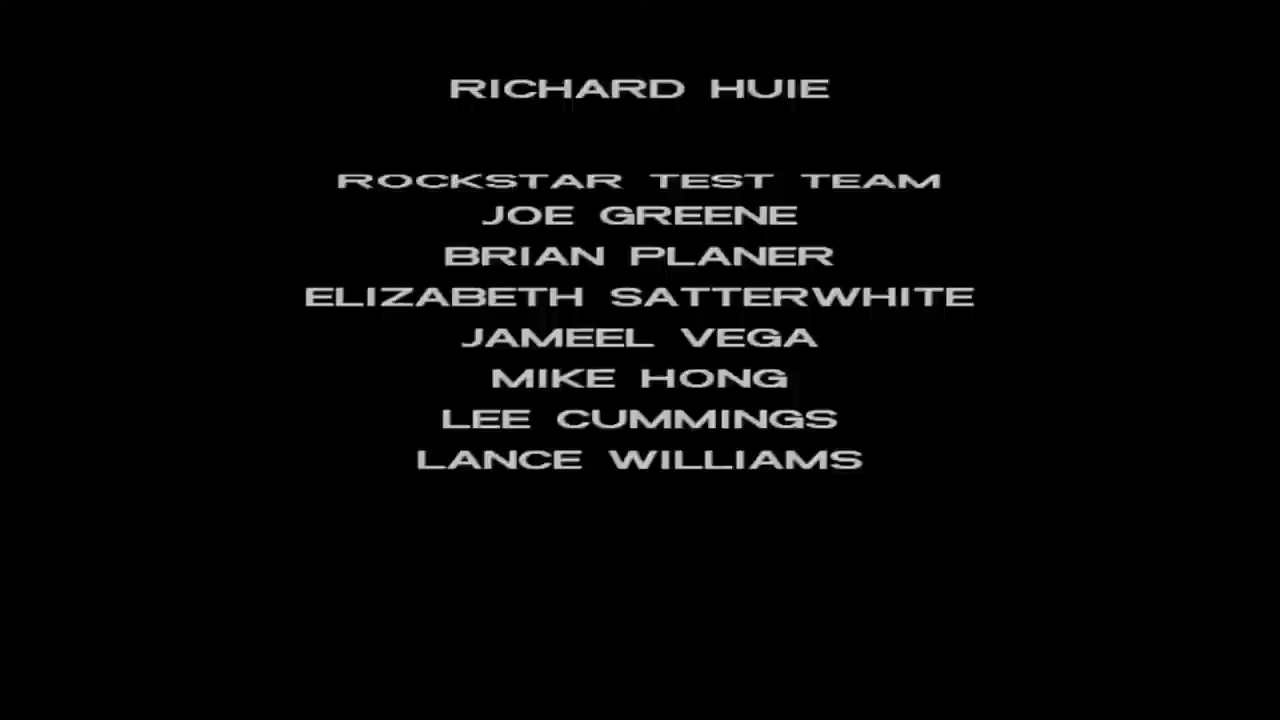 RICHARD HUIE
ROCKSTAR TEST TEAM
JOE GREENE
BRIAN PLANER
ELIZABETH SATTERWHITE
JAMEEL VEGA
MIKE HONG
LEE CUMMINGS
LANCE WILLIAMS